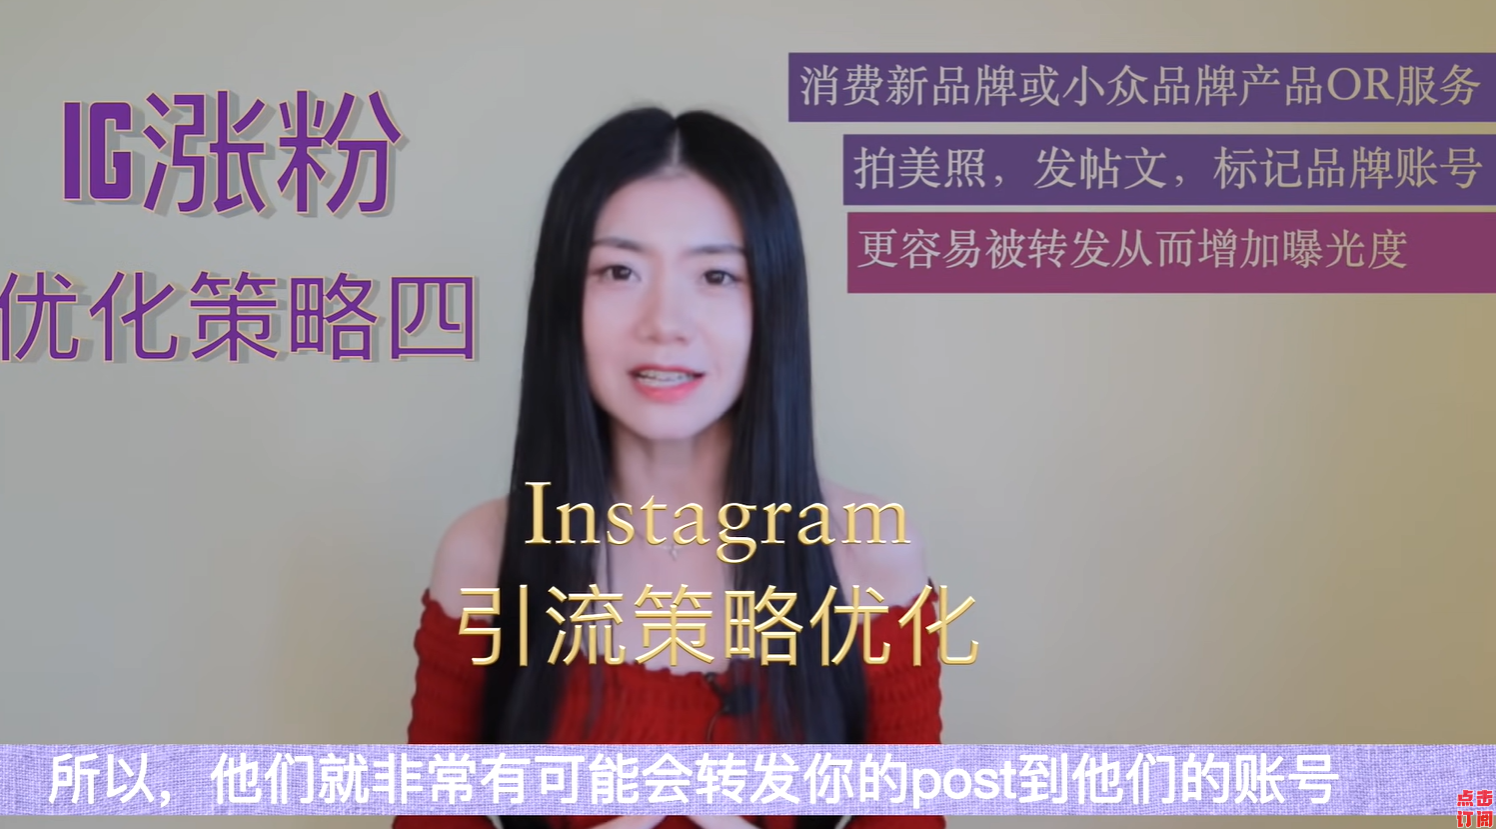 IG涨粉
优化策略四
消费新品牌或小众品牌产品OR服务
拍美照，发帖文，标记品牌账号
更容易被转发从而增加曝光度
Instagram
引流策略优化
所以，他们就非常有可能会转发你的post到他们的账号
点击
订阅